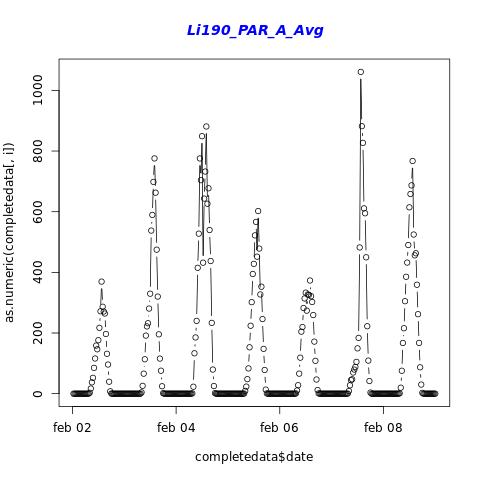 Li190_PAR_A_Avg
as.numeric(completedata[, i])
1000
800
600
400
200
0
feb 02
feb 04
feb 06
feb 08
completedata$date